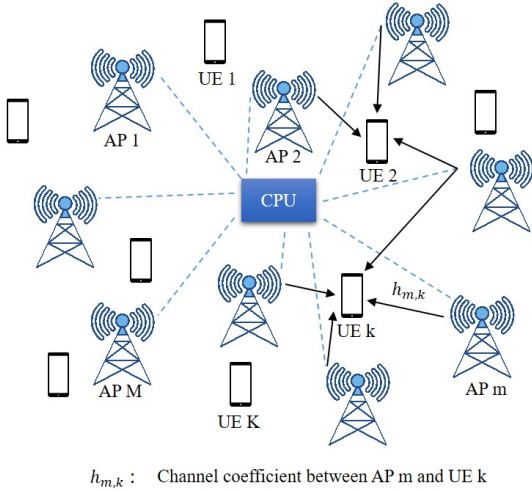 UE 1
AP 1
AP 2
UE 2
CPU
h_{m,k}
UE k
AP M
AP m
UE K
h_{m,k} : Channel coefficient between AP m and UE k